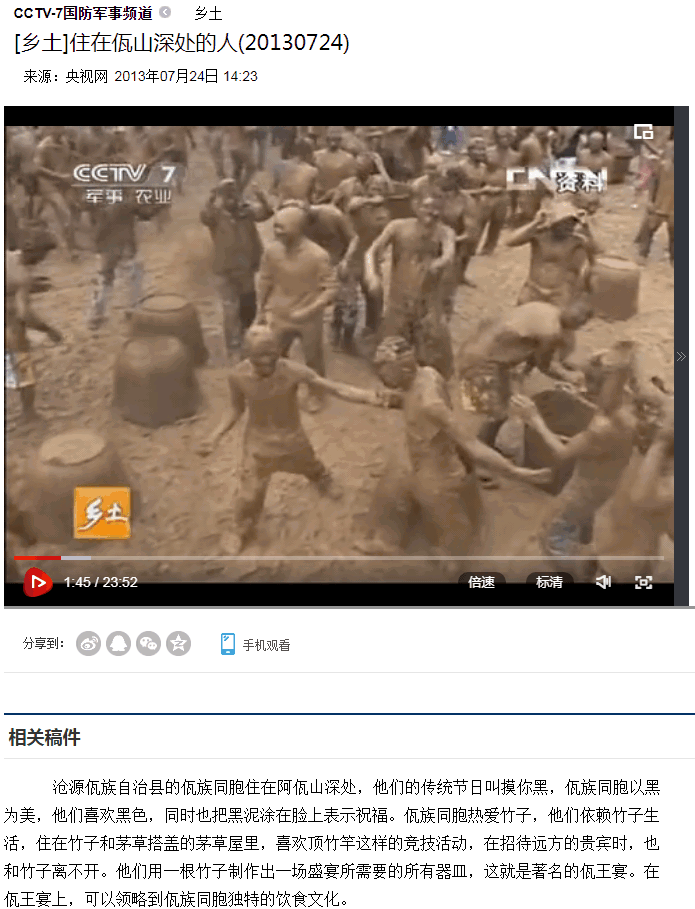 CCTV-7国防军事频道 乡土
[乡土]住在佤山深处的人(20130724)
来源：央视网 2013年07月24日 14:23
CCTV 7
军事 农业
CNTV 资料
乡土
1:45 / 23:52 倍速 标清
分享到： 手机观看
相关稿件
沧源佤族自治县的佤族同胞住在阿佤山深处，他们的传统节日叫摸你黑，佤族同胞以黑
为美，他们喜欢黑色，同时也把黑泥涂在脸上表示祝福。佤族同胞热爱竹子，他们依赖竹子生
活，住在竹子和茅草搭盖的茅草屋里，喜欢顶竹竿这样的竞技活动，在招待远方的贵宾时，也
和竹子离不开。他们用一根竹子制作出一场盛宴所需要的所有器皿，这就是著名的佤王宴。在
佤王宴上，可以领略到佤族同胞独特的饮食文化。